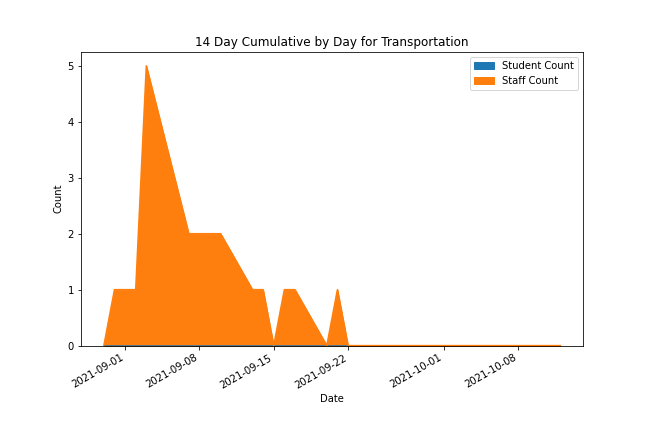 14 Day Cumulative by Day for Transportation
Student Count
Staff Count
5
4
3
2
1
0
Count
2021-09-01
2021-09-08
2021-09-15
2021-09-22
2021-10-01
2021-10-08
Date